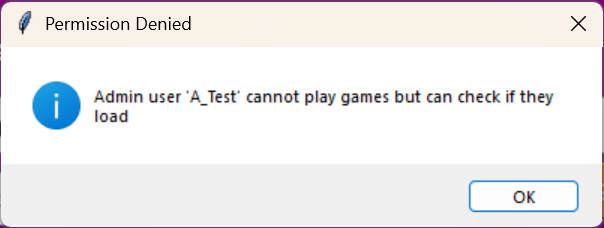 Permission Denied
Admin user 'A_Test' cannot play games but can check if they
load
OK